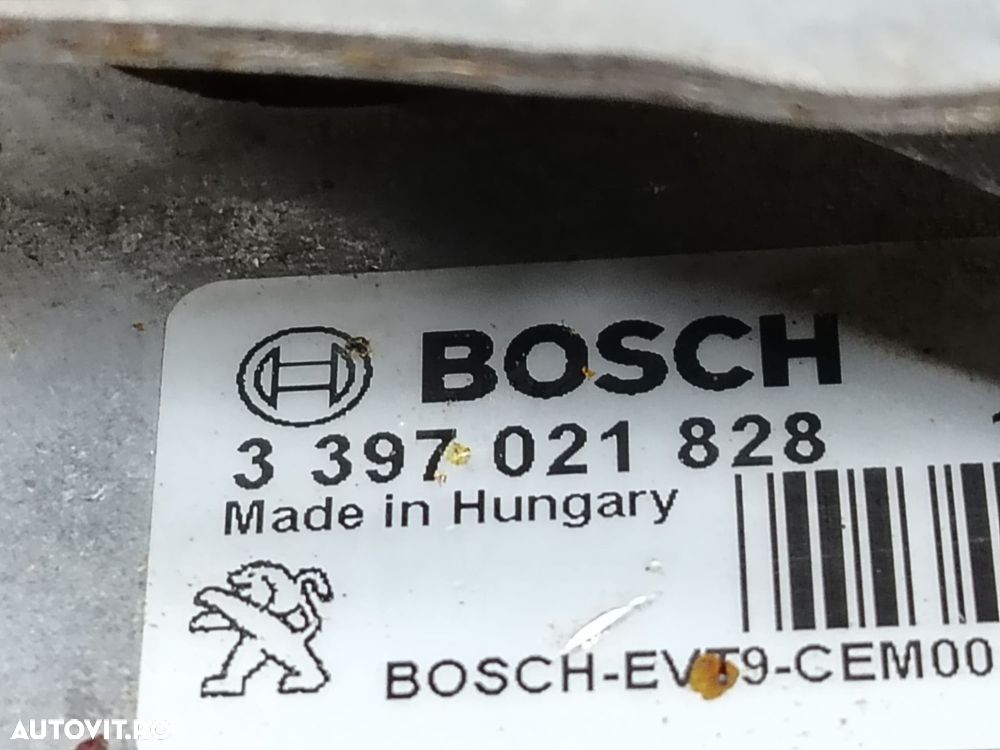 BOSCH
3 397 021 828
Made in Hungary
BOSCH-EVT9-CEM00
AUTOVIT.RO